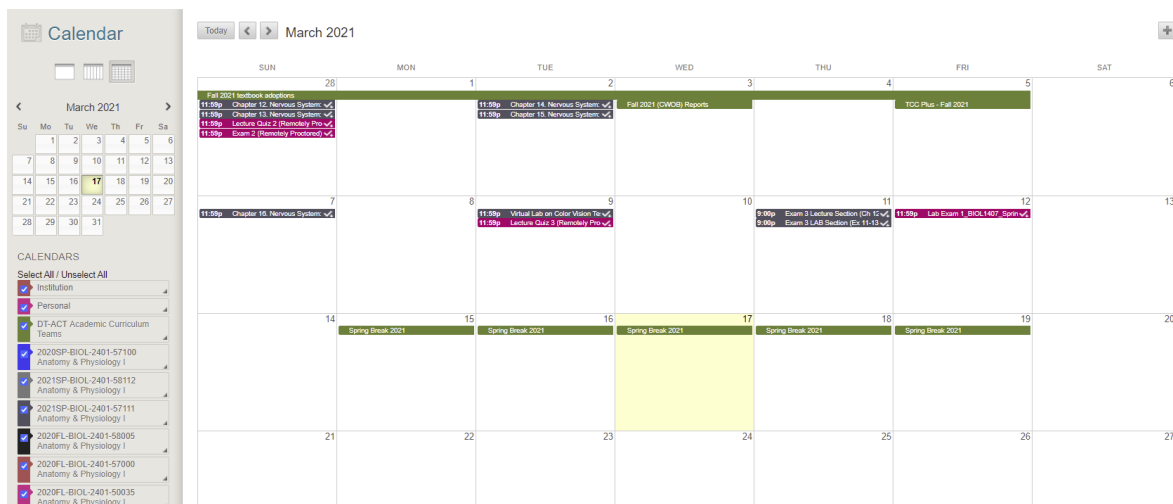 Calendar
March 2021
Su Mo Tu We Th Fr Sa
1 2 3 4 5 6
7 8 9 10 11 12 13
14 15 16 17 18 19 20
21 22 23 24 25 26 27
28 29 30 31
CALENDARS
Select All / Unselect All
Institution
Personal
DT-ACT Academic Curriculum
Teams
2020SP-BIOL-2401-57100
Anatomy & Physiology I
2021SP-BIOL-2401-58112
Anatomy & Physiology I
2021SP-BIOL-2401-57111
Anatomy & Physiology I
2020FL-BIOL-2401-58005
Anatomy & Physiology I
2020FL-BIOL-2401-57000
Anatomy & Physiology I
2020FL-BIOL-2401-50035
Anatomy & Physiology I
Today March 2021
SUN MON TUE WED THU FRI SAT
28 1 2 3 4 5 6
Fall 2021 textbook adoptions
11:59p Chapter 12. Nervous System:
11:59p Chapter 13. Nervous System:
11:59p Lecture Quiz 2 (Remotely Pro
11:59p Exam 2 (Remotely Proctored)
11:59p Chapter 14. Nervous System:
11:59p Chapter 15. Nervous System:
Fall 2021 (CWOB) Reports
TCC Plus - Fall 2021
7 8 9 10 11 12 13
11:59p Chapter 16. Nervous System:
11:59p Virtual Lab on Color Vision Te
11:59p Lecture Quiz 3 (Remotely Pro
9:00p Exam 3 Lecture Section (Ch 12
9:00p Exam 3 LAB Section (Ex 11-13
11:59p Lab Exam 1_BIOL1407_Sprin
14 15 16 17 18 19 20
Spring Break 2021 Spring Break 2021 Spring Break 2021 Spring Break 2021 Spring Break 2021
21 22 23 24 25 26 27